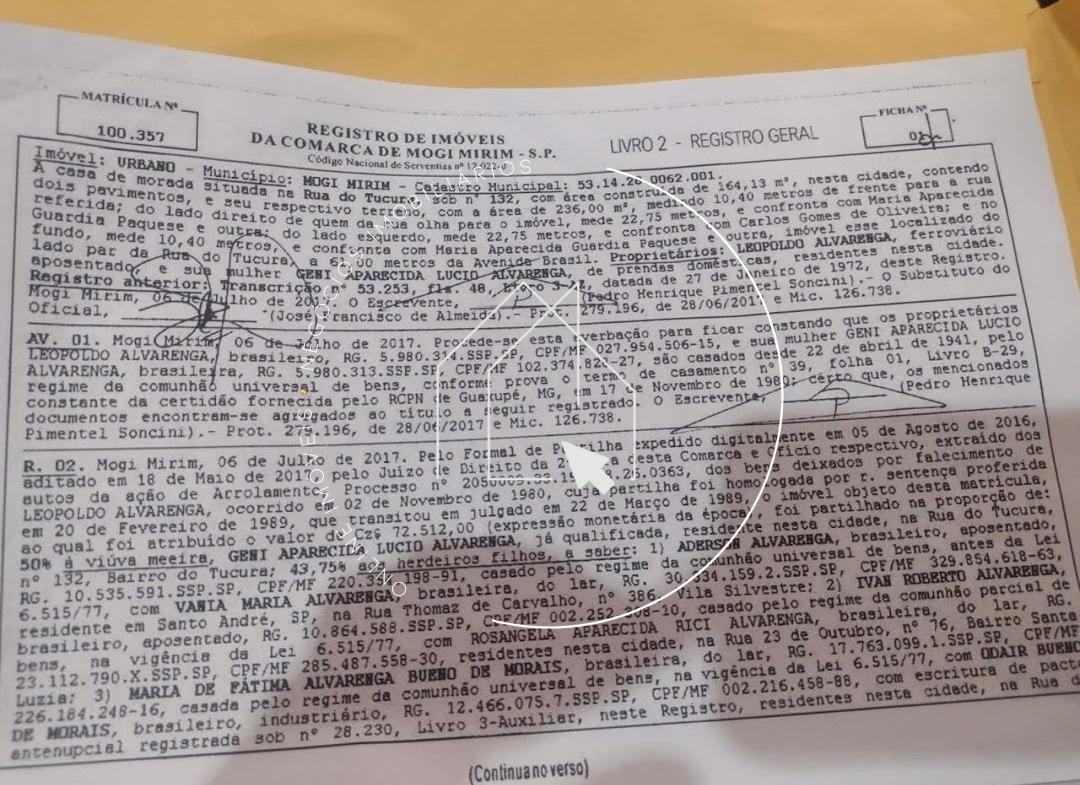 MATRÍCULA Nº
100.357
REGISTRO DE IMÓVEIS
DA COMARCA DE MOGI MIRIM - S.P.
Código Nacional de Serventias nº 12.022-
LIVRO 2 - REGISTRO GERAL
FICHA Nº
01
Imóvel: URBANO - Município: MOGI MIRIM - Cadastro Municipal: 53.14.26 0062.001.
A casa de morada situada na Rua do Tucura, sob nº 132, com área construída de 164,13 m², nesta cidade, contendo
dois pavimentos, e seu respectivo terreno, com a área de 236,00 m², medindo 10,40 metros de frente para a rua
referida; do lado direito de quem da rua olha para o imóvel, mede 22,75 metros, e confronta com Maria Aparecida
Guardia Paquese e outra; do lado esquerdo, mede 22,75 metros, e confronta com Carlos Gomes de Oliveira; e no
fundo, mede 10,40 metros, e confronta com Maria Aparecida Guardia Paquese e outra, imóvel esse localizado do
lado par da Rua do Tucura, a 61,00 metros da Avenida Brasil. Proprietários: LEOPOLDO ALVARENGA, ferroviário
aposentado, e sua mulher GENI APARECIDA LUCIO ALVARENGA, de prendas domésticas, residentes nesta cidade.
Registro anterior: Transcrição nº 53.253, fls. 48, Livro 3- datada de 27 de Janeiro de 1972, deste Registro.
Mogi Mirim, 06 de Julho de 2017. O Escrevente, (Pedro Henrique Pimentel Soncini).- O Substituto do
Oficial, (José Francisco de Almeida).- Prot. 279.196, de 28/06/2017 e Mic. 126.738.
AV. 01. Mogi Mirim, 06 de Julho de 2017. Procede-se esta averbação para ficar constando que os proprietários
LEOPOLDO ALVARENGA, brasileiro, RG. 5.980.314.SSP.SP, CPF/MF 027.954.506-15, e sua mulher GENI APARECIDA LUCIO
ALVARENGA, brasileira, RG. 5.980.313.SSP.SP, CPF/MF 102.374.828-27, são casados desde 22 de abril de 1941, pelo
regime da comunhão universal de bens, conforme prova o termo de casamento nº 39, folha 01, Livro B-29,
constante da certidão fornecida pelo RCPN de Guaxupé, MG, em 17 de Novembro de 1980; certo que, os mencionados
documentos encontram-se agregados ao título a seguir registrado. O Escrevente, (Pedro Henrique
Pimentel Soncini).- Prot. 279.196, de 28/06/2017 e Mic. 126.738.
R. 02. Mogi Mirim, 06 de Julho de 2017. Pelo Formal de Partilha expedido digitalmente em 05 de Agosto de 2016,
aditado em 18 de Maio de 2017, pelo Juízo de Direito da 2ª desta Comarca e Ofício respectivo, extraído dos
autos da ação de Arrolamento, Processo nº 26.0363, dos bens deixados por falecimento de
LEOPOLDO ALVARENGA, ocorrido em 02 de Novembro de 1980, cuja partilha foi homologada por r. sentença proferida
em 20 de Fevereiro de 1989, que transitou em julgado em 22 de Março de 1989, o imóvel objeto desta matrícula,
ao qual foi atribuído o valor de Cz$ 72.512,00 (expressão monetária da época), foi partilhado na proporção de:
50% à viúva meeira, GENI APARECIDA LUCIO ALVARENGA, já qualificada, residente nesta cidade, na Rua do Tucura,
nº 132, Bairro do Tucura; 43,75% aos herdeiros filhos, a saber: 1) ADERSON ALVARENGA, brasileiro, aposentado,
RG. 10.535.591.SSP.SP, CPF/MF 198-91, casado pelo regime da comunhão universal de bens, antes da Lei
6.515/77, com VANIA MARIA ALVARENGA, brasileira, do lar, RG. 30.334.159.2.SSP.SP, CPF/MF 329.854.618-63,
residente em Santo André, SP, na Rua Thomaz de Carvalho, nº 386, Vila Silvestre; 2) IVAN ROBERTO ALVARENGA,
brasileiro, aposentado, RG. 10.864.588.SSP.SP, CPF/MF casado pelo regime da comunhão parcial de
bens, na vigência da Lei 6.515/77, com ROSANGELA APARECIDA RICI ALVARENGA, brasileira, do lar, RG.
23.112.790.X.SSP.SP, CPF/MF 285.487.558-30, residentes nesta cidade, na Rua 23 de Outubro, nº 76, Bairro Santa
Luzia; 3) MARIA DE FÁTIMA ALVARENGA BUENO DE MORAIS, brasileira, do lar, RG. 17.763.099.1.SSP.SP, CPF/MF
226.184.248-16, casada pelo regime da comunhão universal de bens, na vigência da Lei 6.515/77, com ODAIR BUENO
DE MORAIS, brasileiro, industriário, RG. 12.466.075.7.SSP.SP, CPF/MF 002.216.458-88, com escritura de pacto
antenupcial registrada sob nº 28.230, Livro 3-Auxiliar, neste Registro, residentes nesta cidade, na Rua
(Continua no verso)
ONLINE IMÓVEIS NEGÓCIOS IMOBILIÁRIOS